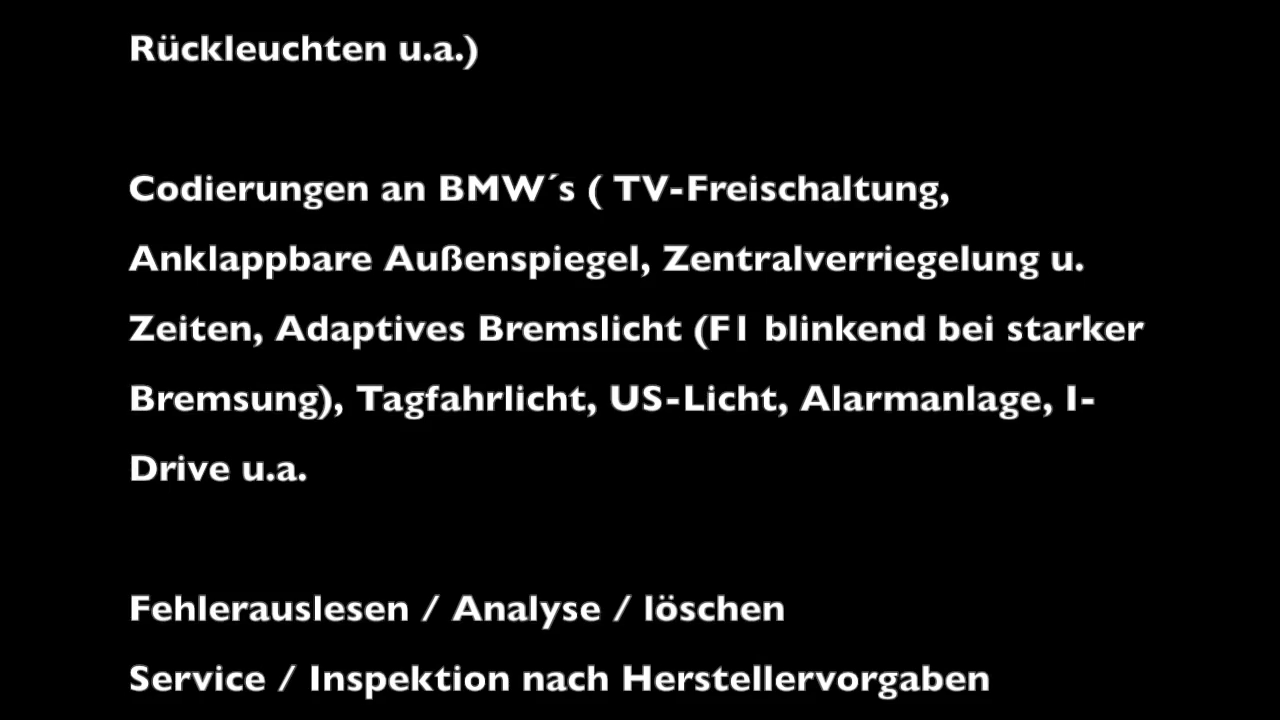 Rückleuchten u.a.)
Codierungen an BMW´s ( TV-Freischaltung,
Anklappbare Außenspiegel, Zentralverriegelung u.
Zeiten, Adaptives Bremslicht (F1 blinkend bei starker
Bremsung), Tagfahrlicht, US-Licht, Alarmanlage, I-
Drive u.a.
Fehlerauslesen / Analyse / löschen
Service / Inspektion nach Herstellervorgaben